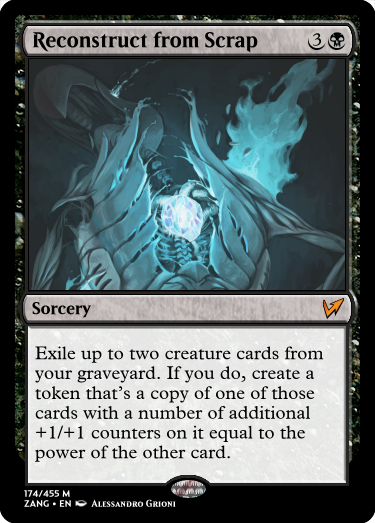 Reconstruct from Scrap 3
Sorcery
Exile up to two creature cards from
your graveyard. If you do, create a
token that's a copy of one of those
cards with a number of additional
+1/+1 counters on it equal to the
power of the other card.
174/455 M
ZANG • EN Alessandro Grioni